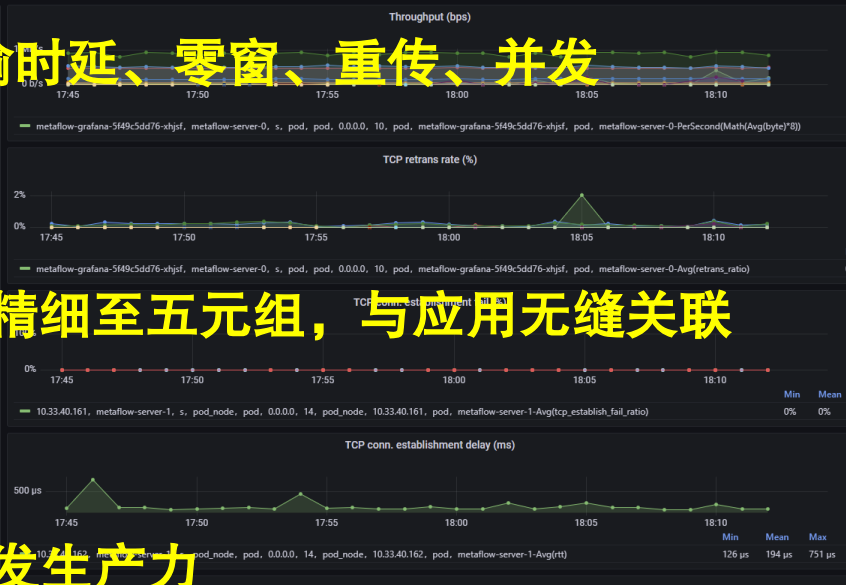 Throughput (bps)
时延、零窗、重传、并发
0 b/s
17:45 17:50 17:55 18:00 18:05 18:10
metaflow-grafana-5f49c5dd76-xhjsf, metaflow-server-0, s, pod, pod, 0.0.0.0, 10, pod, metaflow-grafana-5f49c5dd76-xhjsf, pod, metaflow-server-0-PerSecond(Math(Avg(byte)*8))
TCP retrans rate (%)
2%
0%
17:45 17:50 17:55 18:00 18:05 18:10
metaflow-grafana-5f49c5dd76-xhjsf, metaflow-server-0, s, pod, pod, 0.0.0.0, 10, pod, metaflow-grafana-5f49c5dd76-xhjsf, pod, metaflow-server-0-Avg(retrans_ratio)
TCP conn. establishment fail (%)
精细至五元组，与应用无缝关联
0%
17:45 17:50 17:55 18:00 18:05 18:10
Min Mean
10.33.40.161, metaflow-server-1, s, pod_node, pod, 0.0.0.0, 14, pod_node, 10.33.40.161, pod, metaflow-server-1-Avg(tcp_establish_fail_ratio) 0% 0%
TCP conn. establishment delay (ms)
500 µs
17:45 17:50 17:55 18:00 18:05 18:10
Min Mean Max
pod_node, pod, 0.0.0.0, 14, pod_node, 10.33.40.162, pod, metaflow-server-1-Avg(rtt) 126 µs 194 µs 751 µs
发生产力